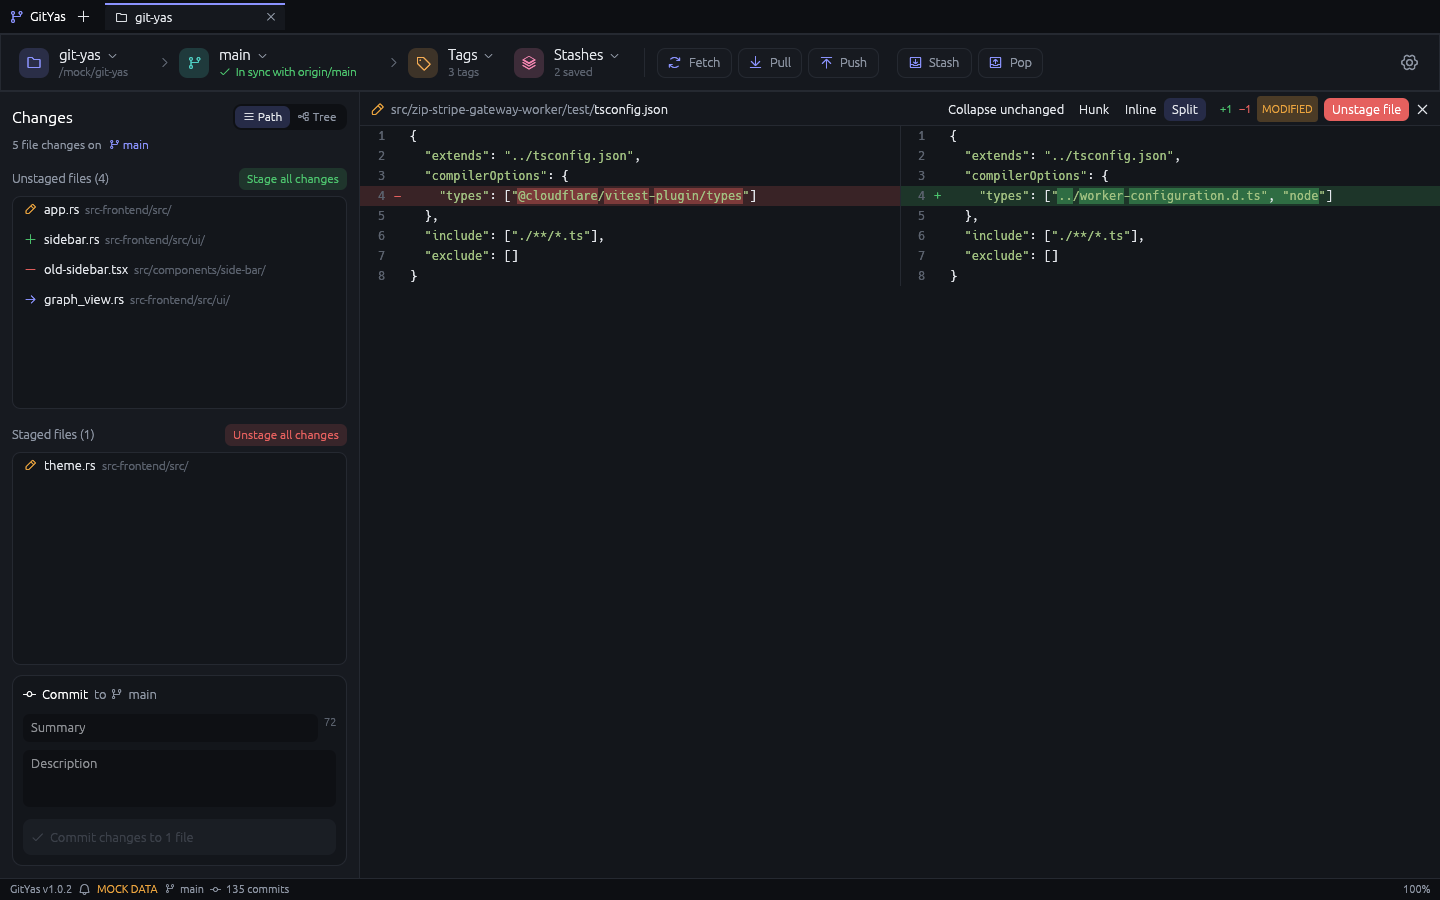 GitYas
git-yas
git-yas
/mock/git-yas
main
In sync with origin/main
Tags
3 tags
Stashes
2 saved
Fetch
Pull
Push
Stash
Pop
Changes
Path
Tree
5 file changes on main
Unstaged files (4)
Stage all changes
app.rs src-frontend/src/
sidebar.rs src-frontend/src/ui/
old-sidebar.tsx src/components/side-bar/
graph_view.rs src-frontend/src/ui/
Staged files (1)
Unstage all changes
theme.rs src-frontend/src/
Commit to main
Summary
72
Description
Commit changes to 1 file
src/zip-stripe-gateway-worker/test/tsconfig.json
Collapse unchanged
Hunk
Inline
Split
+1 −1
MODIFIED
Unstage file
1 {
2 "extends": "../tsconfig.json",
3 "compilerOptions": {
4 − "types": ["@cloudflare/vitest-plugin/types"]
5 },
6 "include": ["./**/*.ts"],
7 "exclude": []
8 }
1 {
2 "extends": "../tsconfig.json",
3 "compilerOptions": {
4 + "types": ["../worker-configuration.d.ts", "node"]
5 },
6 "include": ["./**/*.ts"],
7 "exclude": []
8 }
GitYas v1.0.2 MOCK DATA main 135 commits
100%